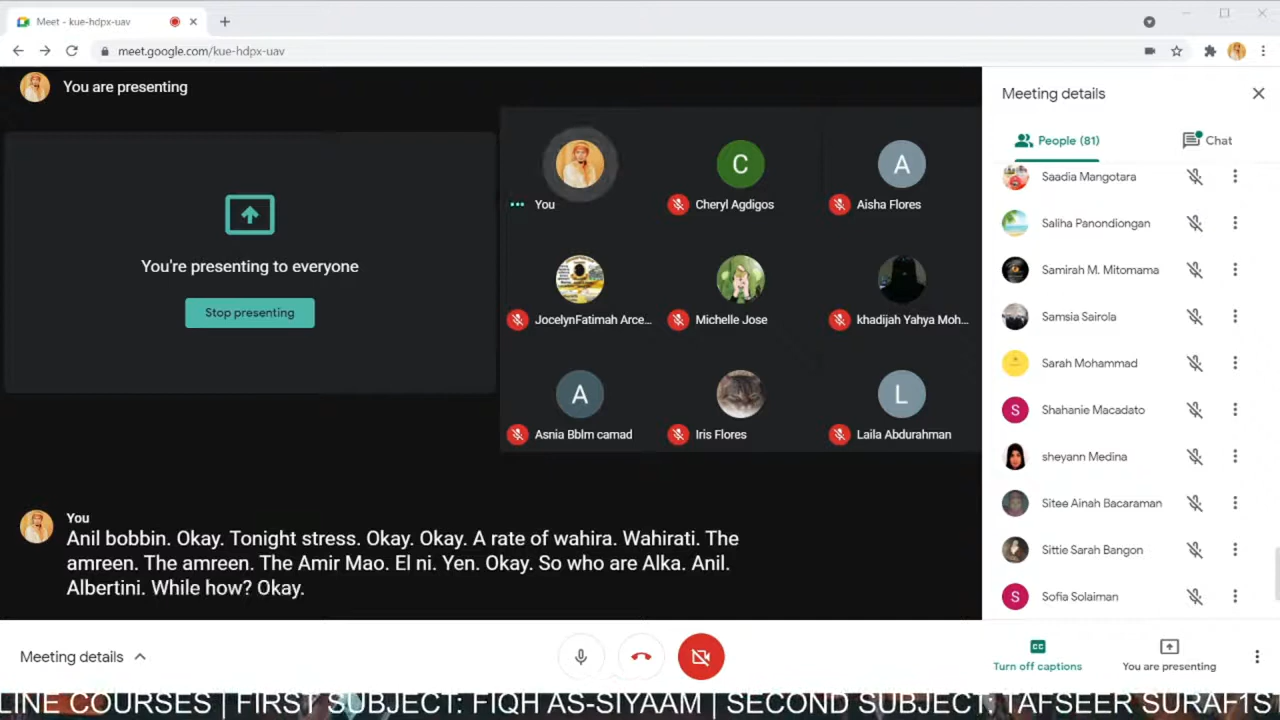 Meet - kue-hdpx-uav
meet.google.com/kue-hdpx-uav
You are presenting
You're presenting to everyone
Stop presenting
You
C
Cheryl Agdigos
A
Aisha Flores
JocelynFatimah Arce...
Michelle Jose
khadijah Yahya Moh...
A
Asnia Bblm camad
Iris Flores
L
Laila Abdurahman
You
Anil bobbin. Okay. Tonight stress. Okay. Okay. A rate of wahira. Wahirati. The
amreen. The amreen. The Amir Mao. El ni. Yen. Okay. So who are Alka. Anil.
Albertini. While how? Okay.
Meeting details
People (81)
Chat
Saadia Mangotara
Saliha Panondiongan
Samirah M. Mitomama
Samsia Sairola
Sarah Mohammad
S
Shahanie Macadato
sheyann Medina
Sitee Ainah Bacaraman
Sittie Sarah Bangon
S
Sofia Solaiman
Meeting details
CC
Turn off captions
You are presenting
LINE COURSES | FIRST SUBJECT: FIQH AS-SIYAAM | SECOND SUBJECT: TAFSEER SURAF1S